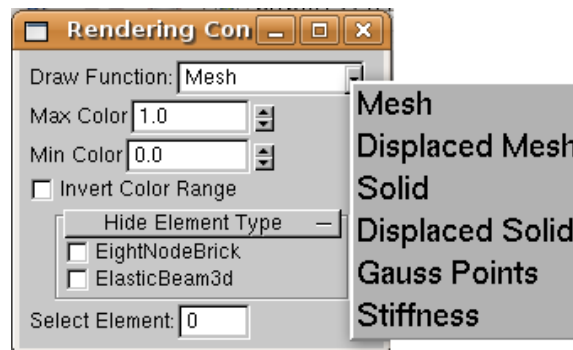 Rendering Con
Draw Function: Mesh
Max Color 1.0
Min Color 0.0
Invert Color Range
Hide Element Type
EightNodeBrick
ElasticBeam3d
Select Element: 0
Mesh
Displaced Mesh
Solid
Displaced Solid
Gauss Points
Stiffness